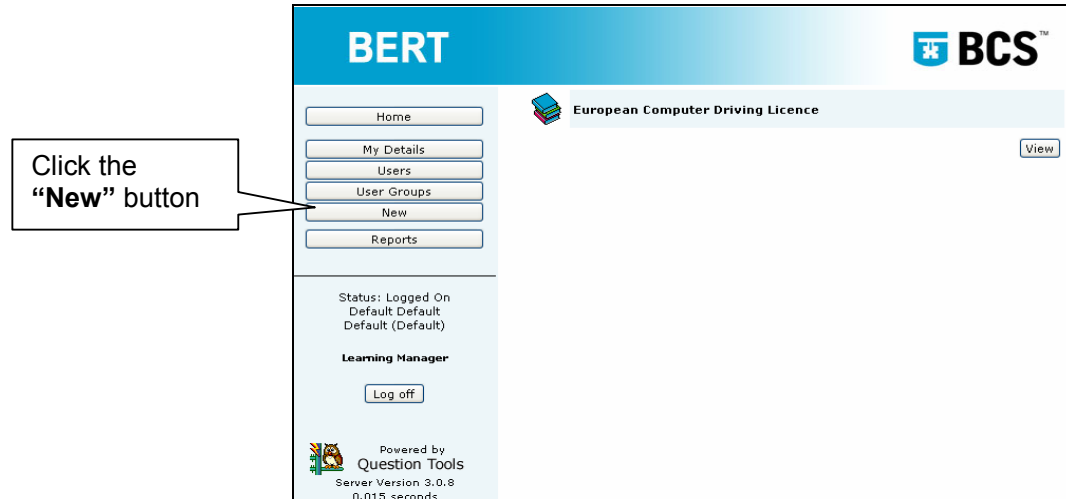 BERT
BCS™
Home
European Computer Driving Licence
My Details
View
Users
User Groups
New
Reports
Click the
“New” button
Status: Logged On
Default Default
Default (Default)
Learning Manager
Log off
Powered by
Question Tools
Server Version 3.0.8
0.015 seconds